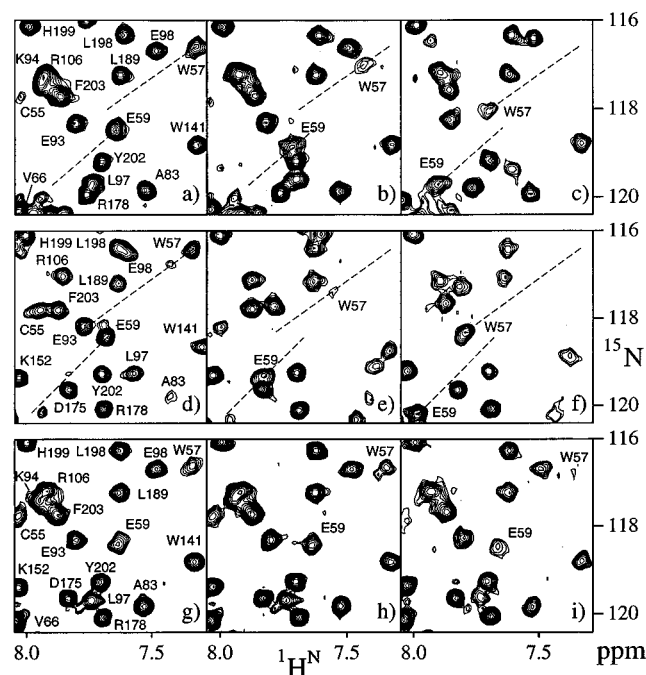 H199 L198 E98 116
K94 R106 L189 W57 W57
F203
C55 W57 118
E93 E59 E59 W141
Y202 E59
V66 L97 A83
R178 a) b) c) 120
H199 L198 W57 116
R106 E98
L189 W57
C55 F203 118
E93 E59 W141 W57 15N
K152 L97 E59
Y202 A83
D175 R178 d) e) E59 f) 120
H199 L198 W57 W57 W57 116
K94 R106 E98
L189
C55 F203 118
E93 E59 E59 E59
K152 Y202 W141
D175 L97 A83
V66 R178 g) h) i) 120
8.0 7.5 8.0 7.5 8.0 7.5
1HN ppm